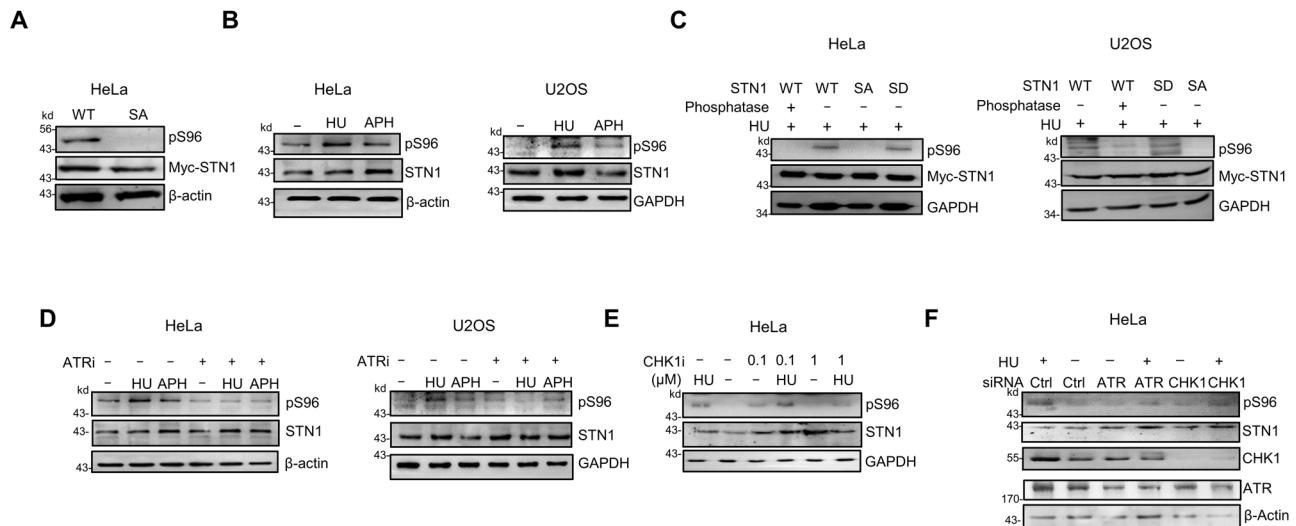 A
HeLa
kd WT SA
56-
43-
pS96
Myc-STN1
43-
β-actin
43-
B
HeLa
– HU APH
kd
43-
pS96
STN1
43-
β-actin
43-
U2OS
– HU APH
kd
43-
pS96
STN1
43-
GAPDH
C
HeLa
STN1 WT WT SA SD
Phosphatase + – – –
HU + + + +
kd
43-
pS96
Myc-STN1
43-
GAPDH
34-
U2OS
STN1 WT WT SD SA
Phosphatase – + – –
HU + + + +
kd
43-
pS96
Myc-STN1
43-
GAPDH
34-
D
HeLa
ATRi – – – + + +
– HU APH – HU APH
kd
43-
pS96
STN1
43-
β-actin
43-
U2OS
ATRi – – – + + +
– HU APH – HU APH
kd
43-
pS96
STN1
43-
GAPDH
E
HeLa
CHK1i – – 0.1 0.1 1 1
(μM) HU – – HU – HU
kd
43-
pS96
STN1
43-
GAPDH
F
HeLa
HU + – – + – +
siRNA Ctrl Ctrl ATR ATR CHK1 CHK1
kd
pS96
43-
STN1
CHK1
55-
ATR
170-
β-Actin
43-